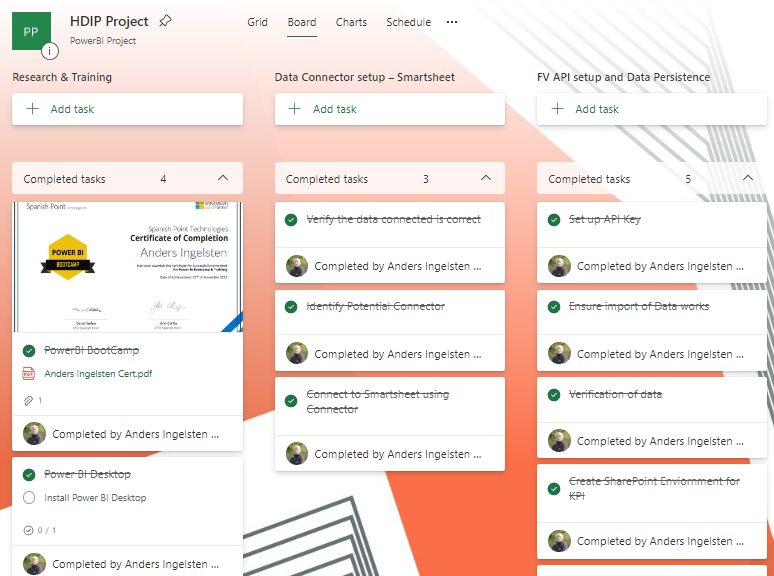 PP
HDIP Project
PowerBI Project
Grid Board Charts Schedule ...
Research & Training
Add task
Completed tasks 4
Spanish Point
Microsoft
Partner
Spanish Point Technologies
Certificate of Completion
Anders Ingelsten
POWER BI
BOOTCAMP
PowerBI BootCamp
PDF
Anders Ingelsten Cert.pdf
1
Completed by Anders Ingelsten ...
Power BI Desktop
Install Power BI Desktop
0 / 1
Completed by Anders Ingelsten ...
Data Connector setup – Smartsheet
Add task
Completed tasks 3
Verify the data connected is correct
Completed by Anders Ingelsten ...
Identify Potential Connector
Completed by Anders Ingelsten ...
Connect to Smartsheet using
Connector
Completed by Anders Ingelsten ...
FV API setup and Data Persistence
Add task
Completed tasks 5
Set up API Key
Completed by Anders Ingelsten ...
Ensure import of Data works
Completed by Anders Ingelsten ...
Verification of data
Completed by Anders Ingelsten ...
Create SharePoint Enviornment for
KPI
Completed by Anders Ingelsten ...